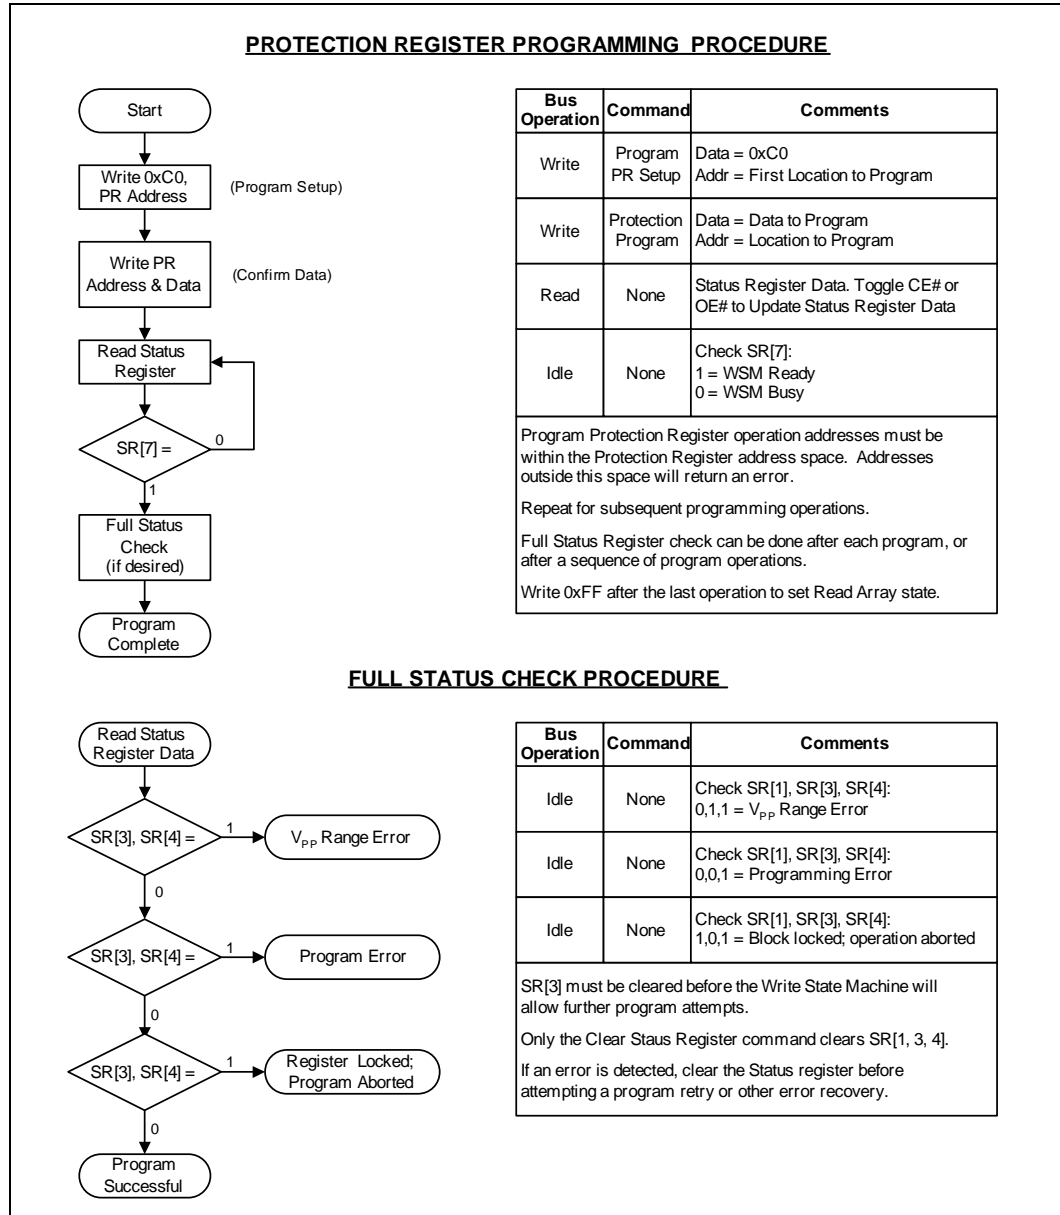 PROTECTION REGISTER PROGRAMMING PROCEDURE
Start
Write 0xC0,
PR Address
(Program Setup)
Write PR
Address & Data
(Confirm Data)
Read Status
Register
SR[7] =
0
1
Full Status
Check
(if desired)
Program
Complete
Bus
Operation
Command
Comments
Write
Program
PR Setup
Data = 0xC0
Addr = First Location to Program
Write
Protection
Program
Data = Data to Program
Addr = Location to Program
Read
None
Status Register Data. Toggle CE# or
OE# to Update Status Register Data
Idle
None
Check SR[7]:
1 = WSM Ready
0 = WSM Busy
Program Protection Register operation addresses must be
within the Protection Register address space. Addresses
outside this space will return an error.
Repeat for subsequent programming operations.
Full Status Register check can be done after each program, or
after a sequence of program operations.
Write 0xFF after the last operation to set Read Array state.
FULL STATUS CHECK PROCEDURE
Read Status
Register Data
SR[3], SR[4] =
1
VPP Range Error
0
SR[3], SR[4] =
1
Program Error
0
SR[3], SR[4] =
1
Register Locked;
Program Aborted
0
Program
Successful
Bus
Operation
Command
Comments
Idle
None
Check SR[1], SR[3], SR[4]:
0,1,1 = VPP Range Error
Idle
None
Check SR[1], SR[3], SR[4]:
0,0,1 = Programming Error
Idle
None
Check SR[1], SR[3], SR[4]:
1,0,1 = Block locked; operation aborted
SR[3] must be cleared before the Write State Machine will
allow further program attempts.
Only the Clear Staus Register command clears SR[1, 3, 4].
If an error is detected, clear the Status register before
attempting a program retry or other error recovery.